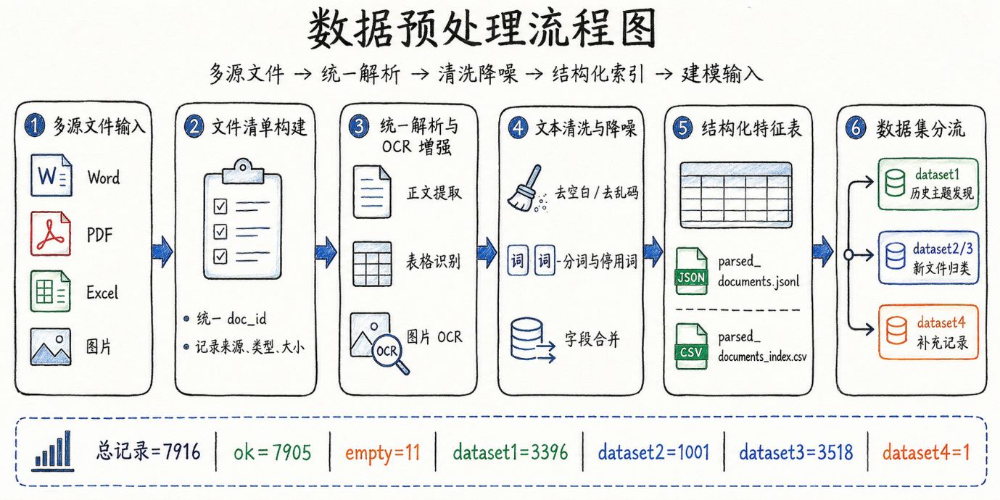 数据预处理流程图
多源文件 → 统一解析 → 清洗降噪 → 结构化索引 → 建模输入
1 多源文件输入
W Word
PDF
Excel
图片
2 文件清单构建
• 统一 doc_id
• 记录来源、类型、大小
3 统一解析与
OCR 增强
正文提取
表格识别
OCR 图片 OCR
4 文本清洗与降噪
去空白/去乱码
词 词-分词与停用词
字段合并
5 结构化特征表
JSON parsed_
documents.jsonl
CSV parsed_
documents_index.csv
6 数据集分流
dataset1
历史主题发现
dataset2/3
新文件归类
dataset4
补充记录
总记录=7916
ok=7905
empty=11
dataset1=3396
dataset2=1001
dataset3=3518
dataset4=1